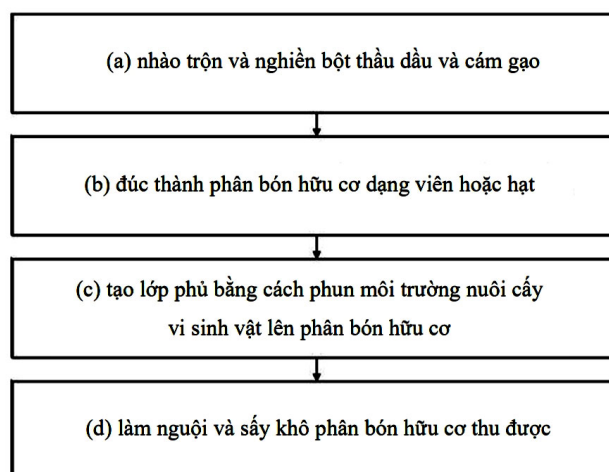 (a) nhào trộn và nghiền bột thầu dầu và cám gạo
(b) đúc thành phân bón hữu cơ dạng viên hoặc hạt
(c) tạo lớp phủ bằng cách phun môi trường nuôi cấy
vi sinh vật lên phân bón hữu cơ
(d) làm nguội và sấy khô phân bón hữu cơ thu được